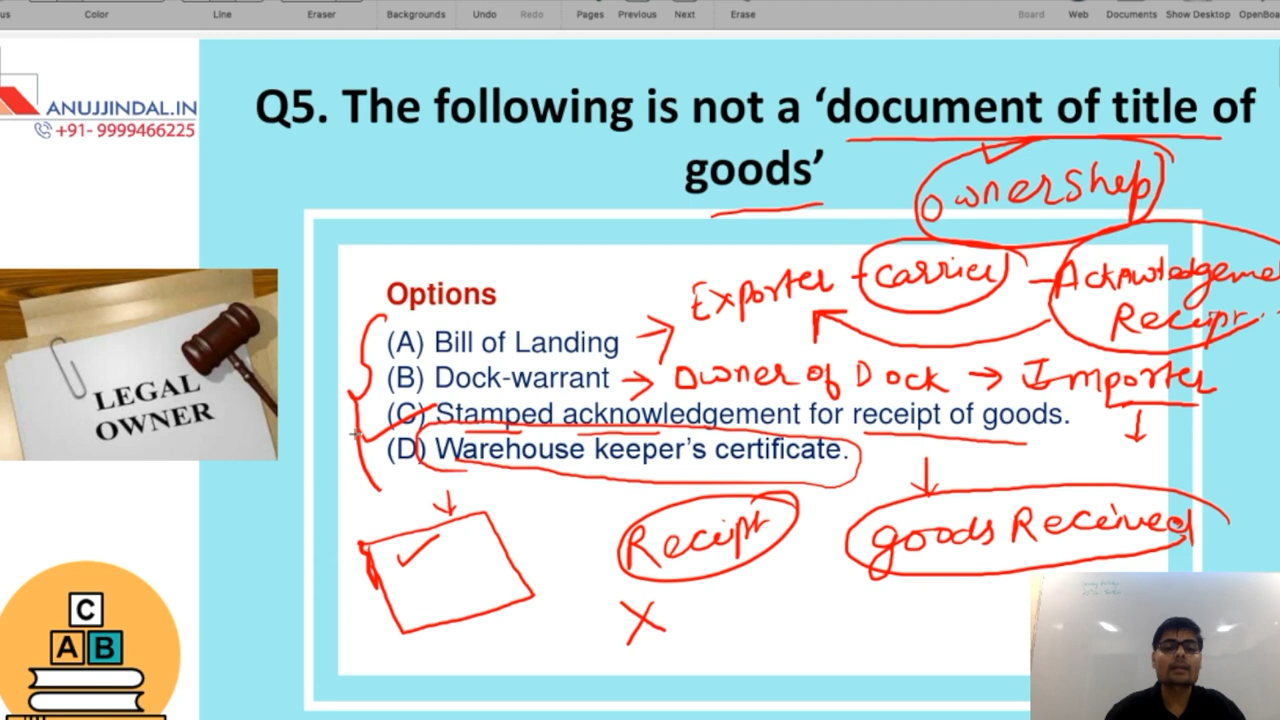 Color
Line
Eraser
Backgrounds
Undo
Redo
Pages
Previous
Next
Erase
Board
Web
Documents
Show Desktop
ANUJJINDAL.IN
+91- 9999466225
Q5. The following is not a ‘document of title of
goods’
Ownership
Options
Exporter - Carrier - Acknowledgeme
Receipt
(A) Bill of Landing
(B) Dock-warrant → Owner of Dock → Importer
(C) Stamped acknowledgement for receipt of goods.
(D) Warehouse keeper’s certificate.
LEGAL
OWNER
Receipt
goods Received
X
C
A B